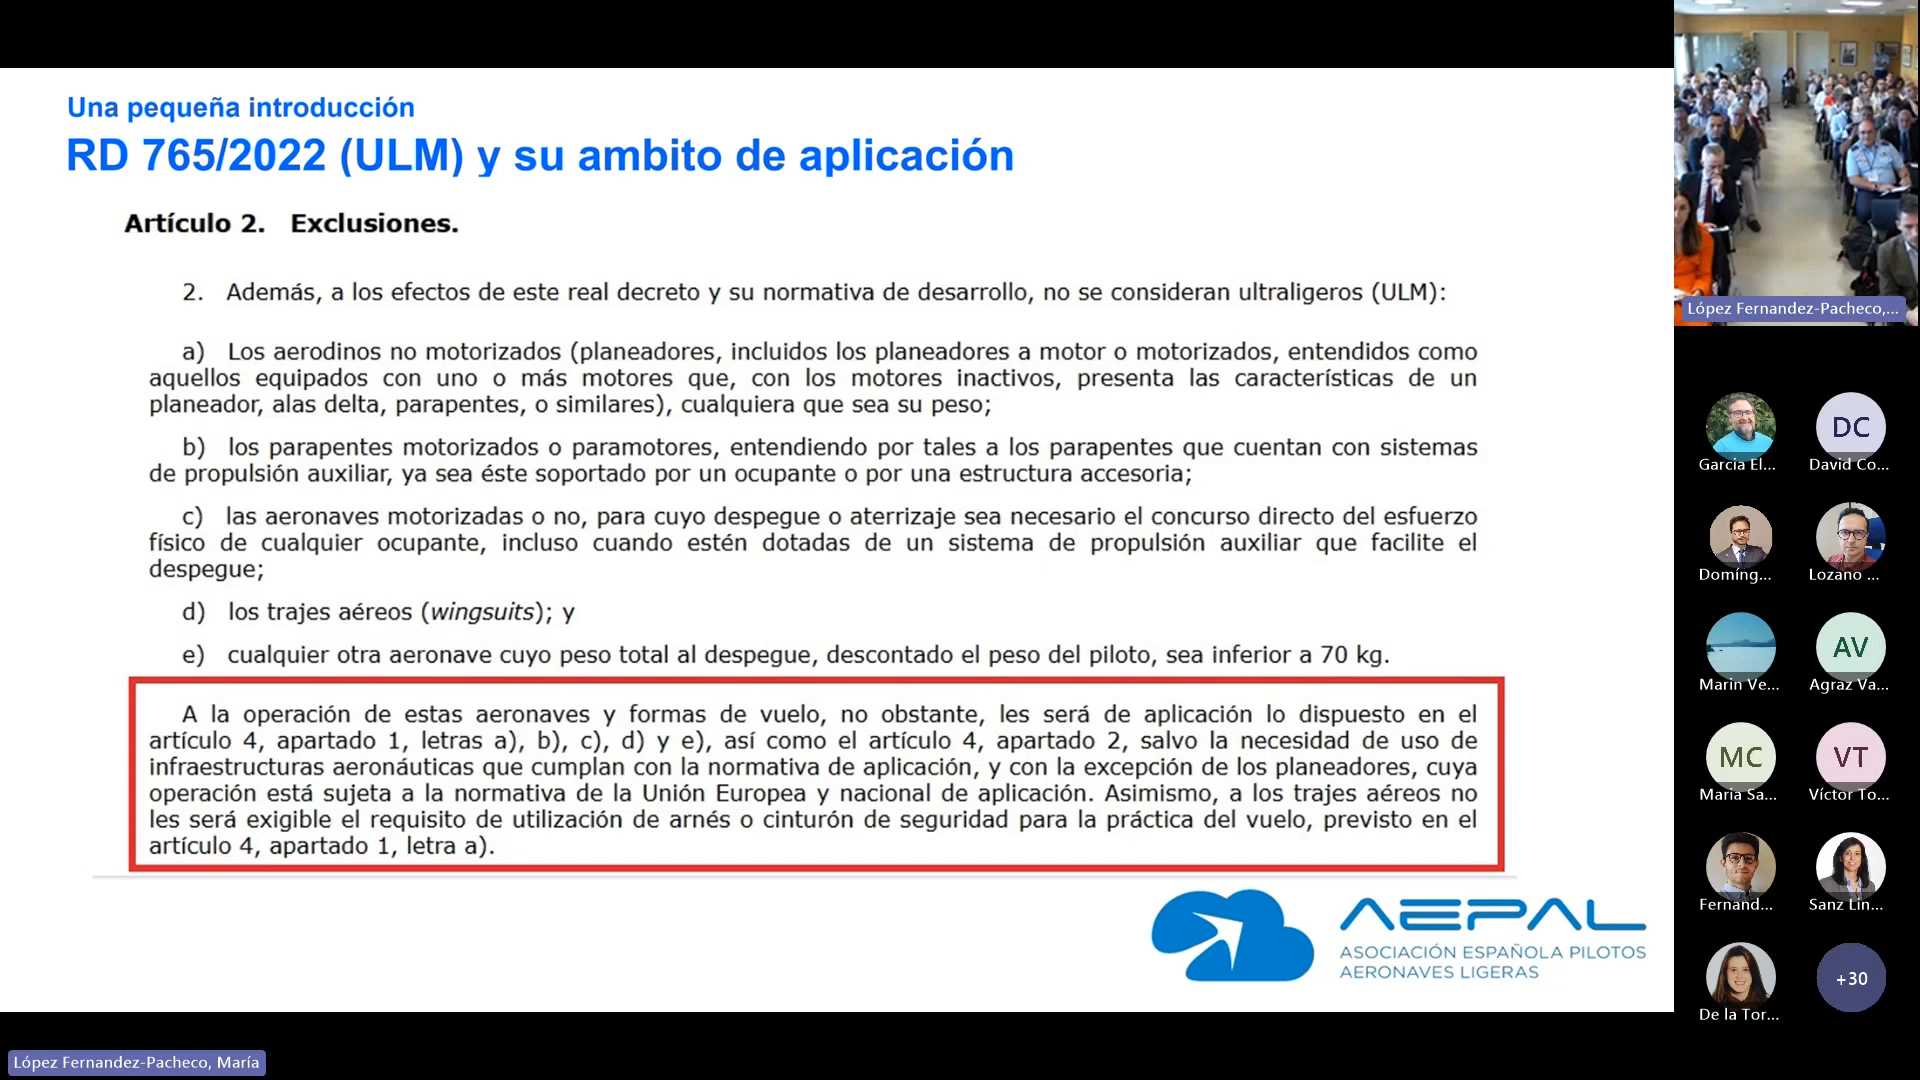 Una pequeña introducción
RD 765/2022 (ULM) y su ambito de aplicación
Artículo 2. Exclusiones.
2. Además, a los efectos de este real decreto y su normativa de desarrollo, no se consideran ultraligeros (ULM):
a) Los aerodinos no motorizados (planeadores, incluidos los planeadores a motor o motorizados, entendidos como
aquellos equipados con uno o más motores que, con los motores inactivos, presenta las características de un
planeador, alas delta, parapentes, o similares), cualquiera que sea su peso;
b) los parapentes motorizados o paramotores, entendiendo por tales a los parapentes que cuentan con sistemas
de propulsión auxiliar, ya sea éste soportado por un ocupante o por una estructura accesoria;
c) las aeronaves motorizadas o no, para cuyo despegue o aterrizaje sea necesario el concurso directo del esfuerzo
físico de cualquier ocupante, incluso cuando estén dotadas de un sistema de propulsión auxiliar que facilite el
despegue;
d) los trajes aéreos (wingsuits); y
e) cualquier otra aeronave cuyo peso total al despegue, descontado el peso del piloto, sea inferior a 70 kg.
A la operación de estas aeronaves y formas de vuelo, no obstante, les será de aplicación lo dispuesto en el
artículo 4, apartado 1, letras a), b), c), d) y e), así como el artículo 4, apartado 2, salvo la necesidad de uso de
infraestructuras aeronáuticas que cumplan con la normativa de aplicación, y con la excepción de los planeadores, cuya
operación está sujeta a la normativa de la Unión Europea y nacional de aplicación. Asimismo, a los trajes aéreos no
les será exigible el requisito de utilización de arnés o cinturón de seguridad para la práctica del vuelo, previsto en el
artículo 4, apartado 1, letra a).
AEPAL
ASOCIACIÓN ESPAÑOLA PILOTOS
AERONAVES LIGERAS
López Fernandez-Pacheco, María
López Fernandez-Pacheco,...
Garcia El...
DC
David Co...
Domíng...
Lozano ...
Marin Ve...
AV
Agraz Va...
MC
Maria Sa...
VT
Víctor To...
Fernand...
Sanz Lin...
De la Tor...
+30